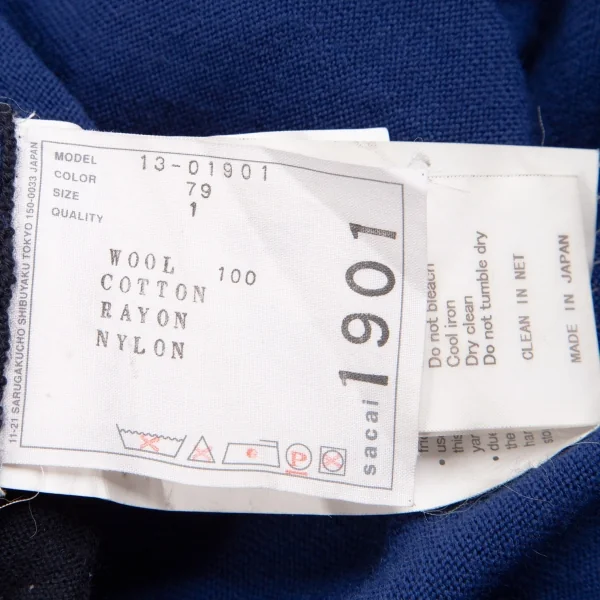 MODEL 13-01901
COLOR 79
SIZE 1
QUALITY
WOOL 100
COTTON
RAYON
NYLON
11-21 SARUGAKUCHO SHIBUYAKU TOKYO 150-0033 JAPAN
sacai 1901
P
Do not bleach
Cool iron
Dry clean
Do not tumble dry
CLEAN IN NET
MADE IN JAPAN